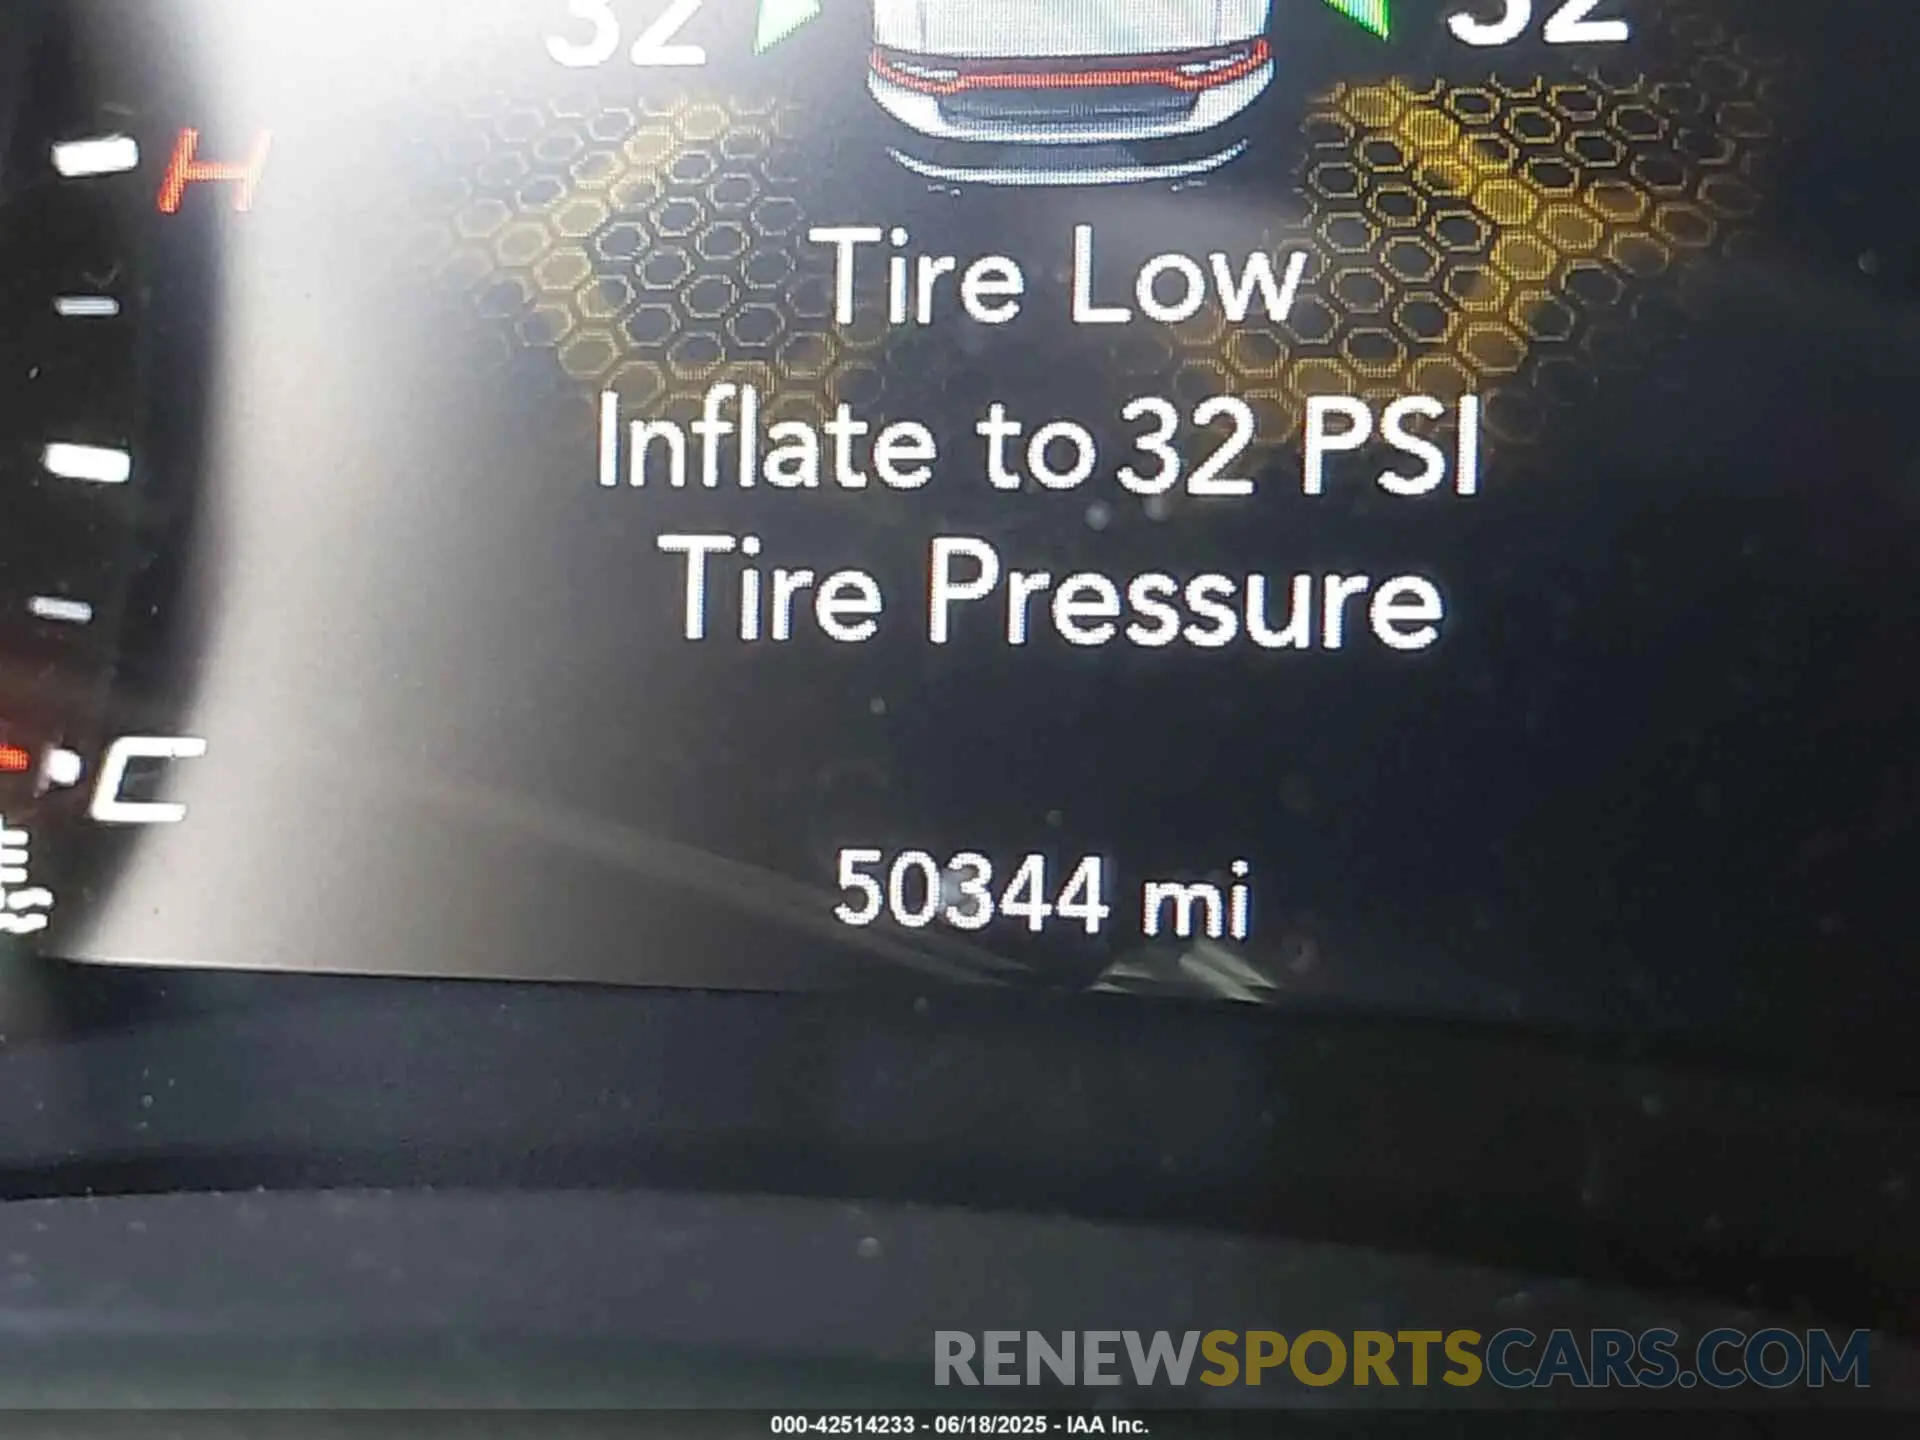 32 32
H
Tire Low
Inflate to 32 PSI
Tire Pressure
C
50344 mi
RENEWSPORTSCARS.COM
000-42514233 - 06/18/2025 - IAA Inc.